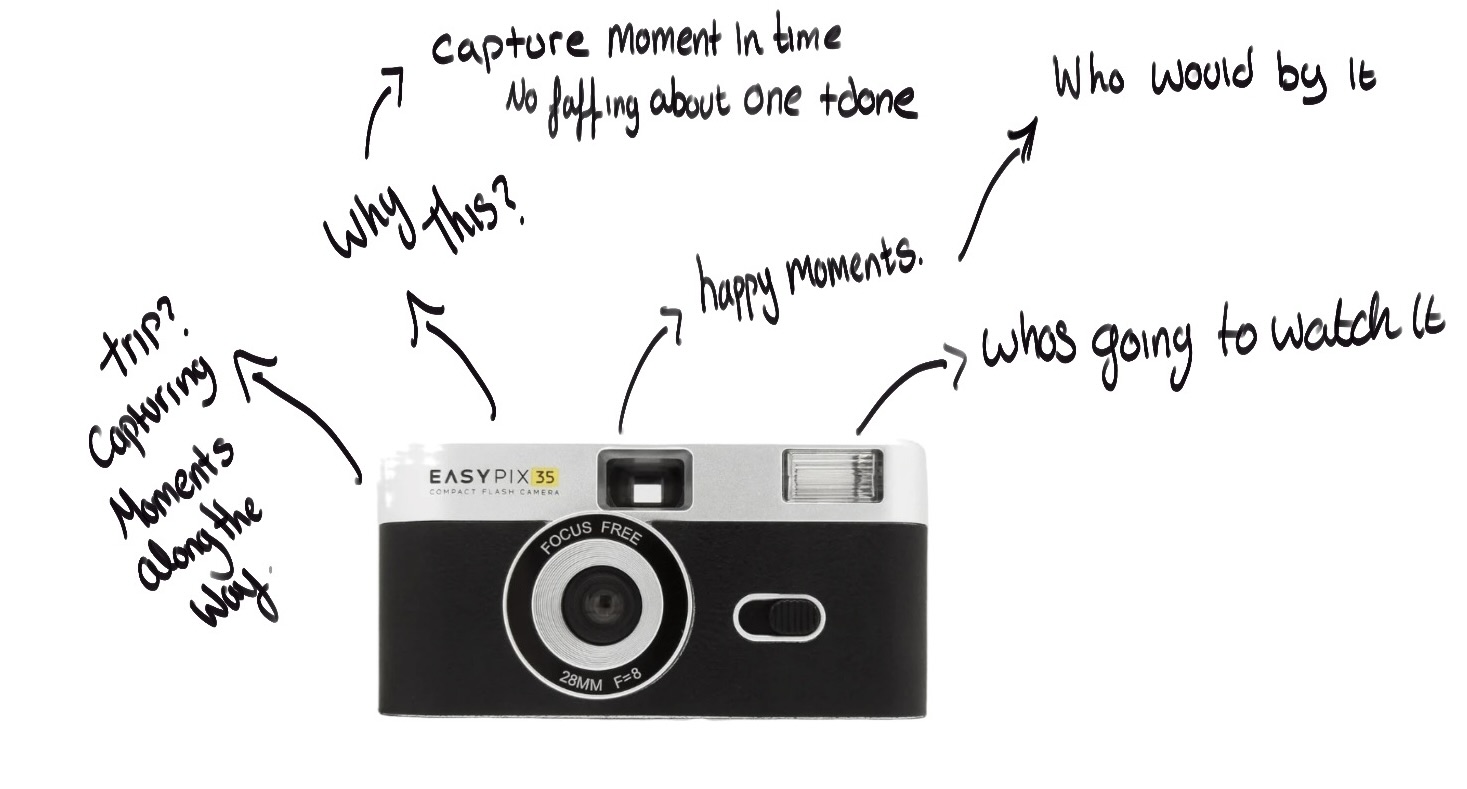 capture Moment In time
No faffing about one + done
Who would by It
Why this?
happy Moments.
whos going to watch It
trip?
Capturing
Moments
along the
way.
EASYPIX 35
COMPACT FLASH CAMERA
FOCUS FREE
28MM F=8